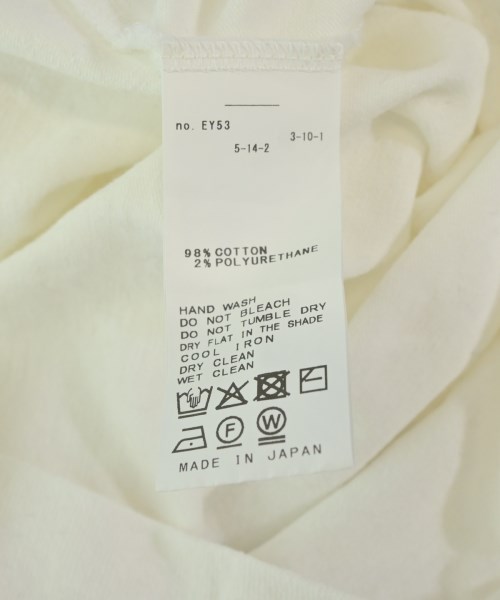 no. EY53
5-14-2 3-10-1
98% COTTON
2% POLYURETHANE
HAND WASH
DO NOT BLEACH
DO NOT TUMBLE DRY
DRY FLAT IN THE SHADE
COOL IRON
DRY CLEAN
WET CLEAN
F W
MADE IN JAPAN